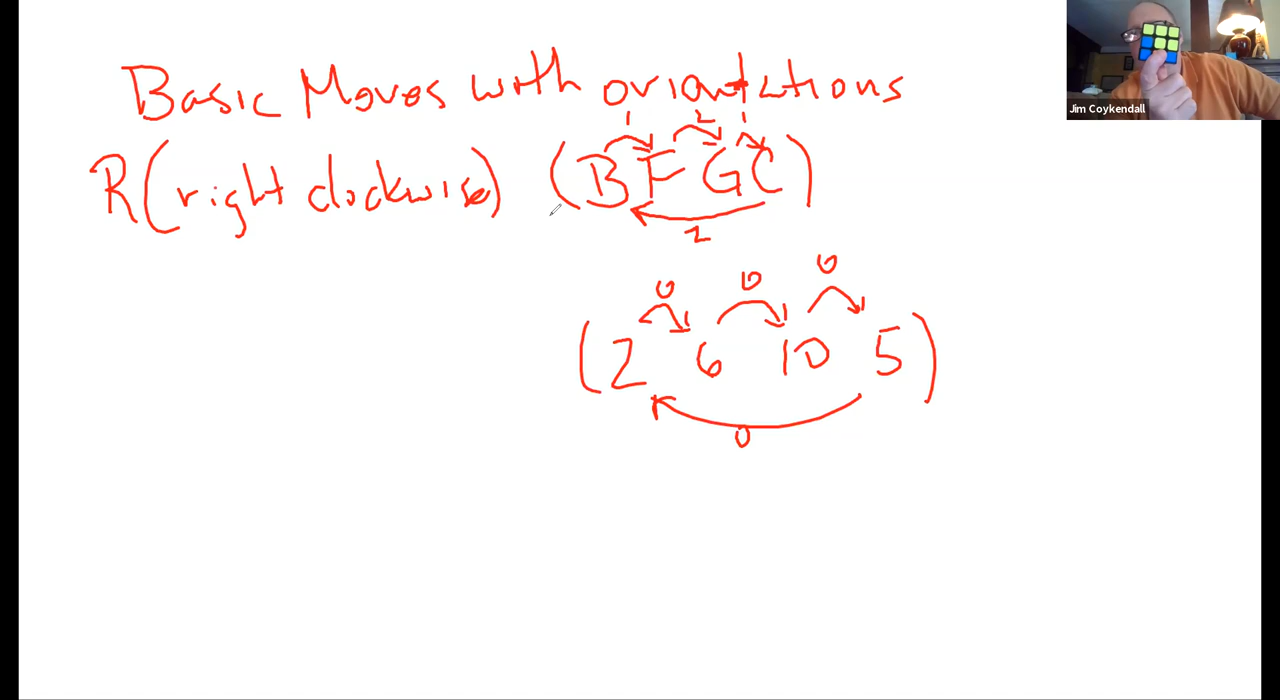 Basic Moves with oriantations
Jim Coykendall
1 2 1
R (right clockwise) (B F G C)
2
0 0 0
(2 6 10 5)
0